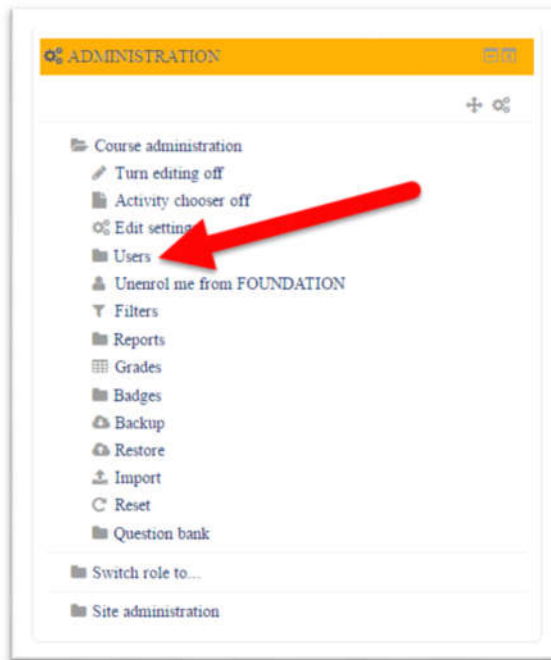 ADMINISTRATION
Course administration
Turn editing off
Activity chooser off
Edit settings
Users
Unenrol me from FOUNDATION
Filters
Reports
Grades
Badges
Backup
Restore
Import
Reset
Question bank
Switch role to...
Site administration